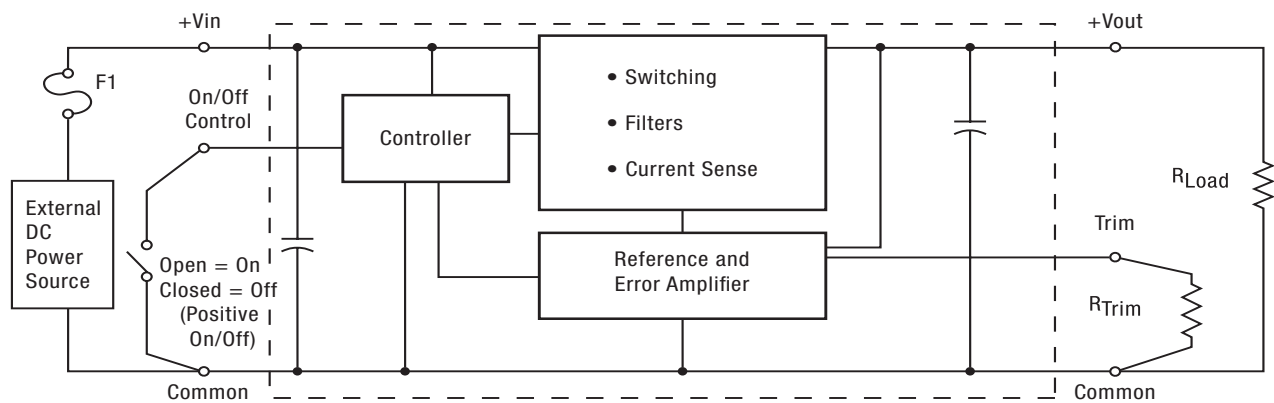 +Vin
+Vout
F1
On/Off
Control
Controller
• Switching
• Filters
• Current Sense
RLoad
External
DC
Power
Source
Open = On
Closed = Off
(Positive
On/Off)
Reference and
Error Amplifier
Trim
RTrim
Common
Common